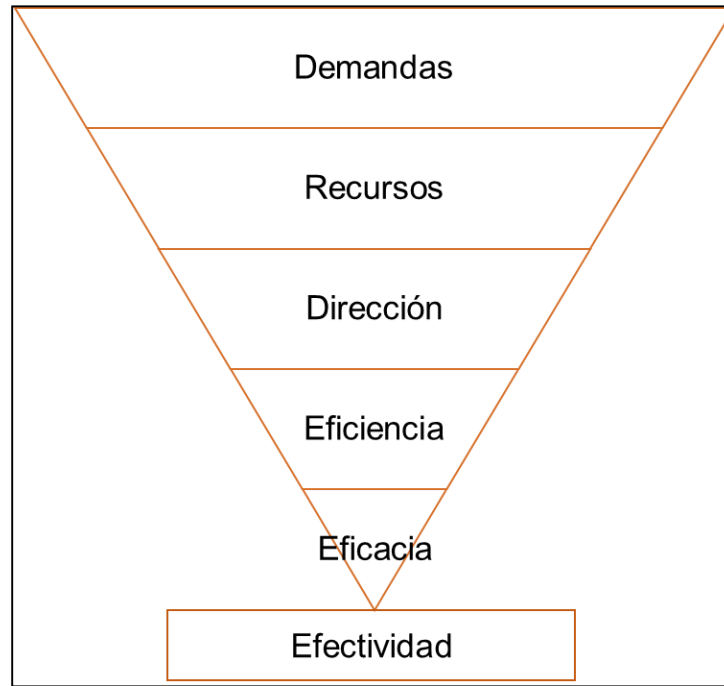 Demandas
Recursos
Dirección
Eficiencia
Eficacia
Efectividad